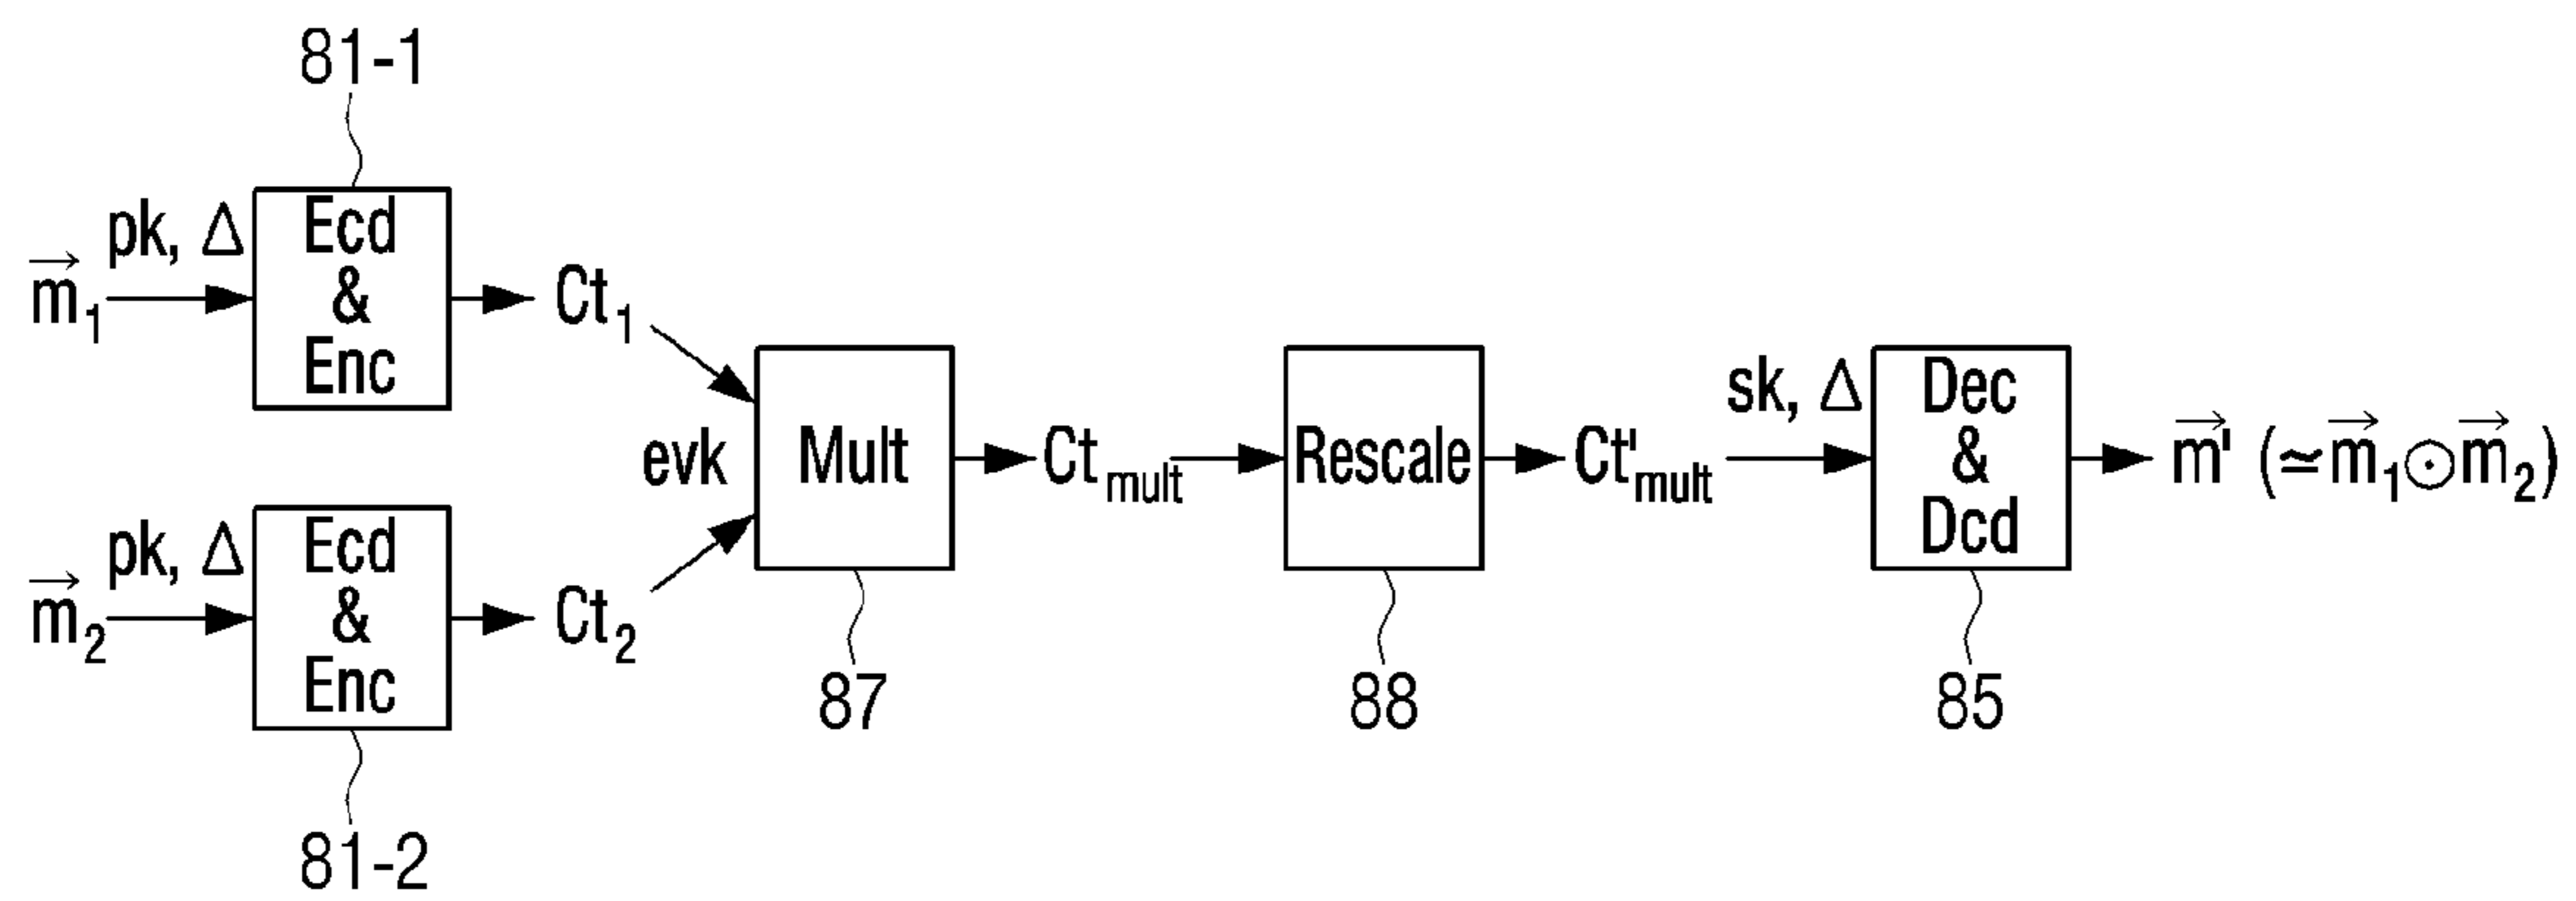 81-1
pk, Δ
m⃗₁
Ecd
&
Enc
Ct₁
pk, Δ
m⃗₂
Ecd
&
Enc
Ct₂
81-2
evk
Mult
87
Ct_mult
Rescale
88
Ct'_mult
sk, Δ
Dec
&
Dcd
85
m⃗' (≃m⃗₁⊙m⃗₂)